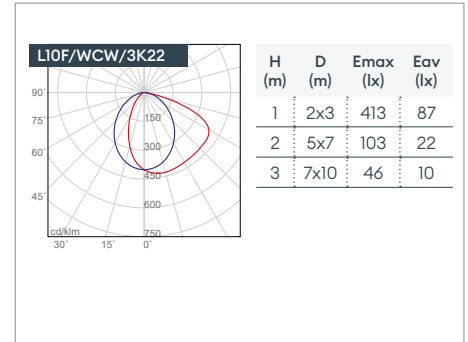 L10F/WCW/3K22
90°
75°
60°
45°
30°
15°
0°
150
300
450
600
750
cd/klm
H D Emax Eav
(m) (m) (lx) (lx)
1 2x3 413 87
2 5x7 103 22
3 7x10 46 10